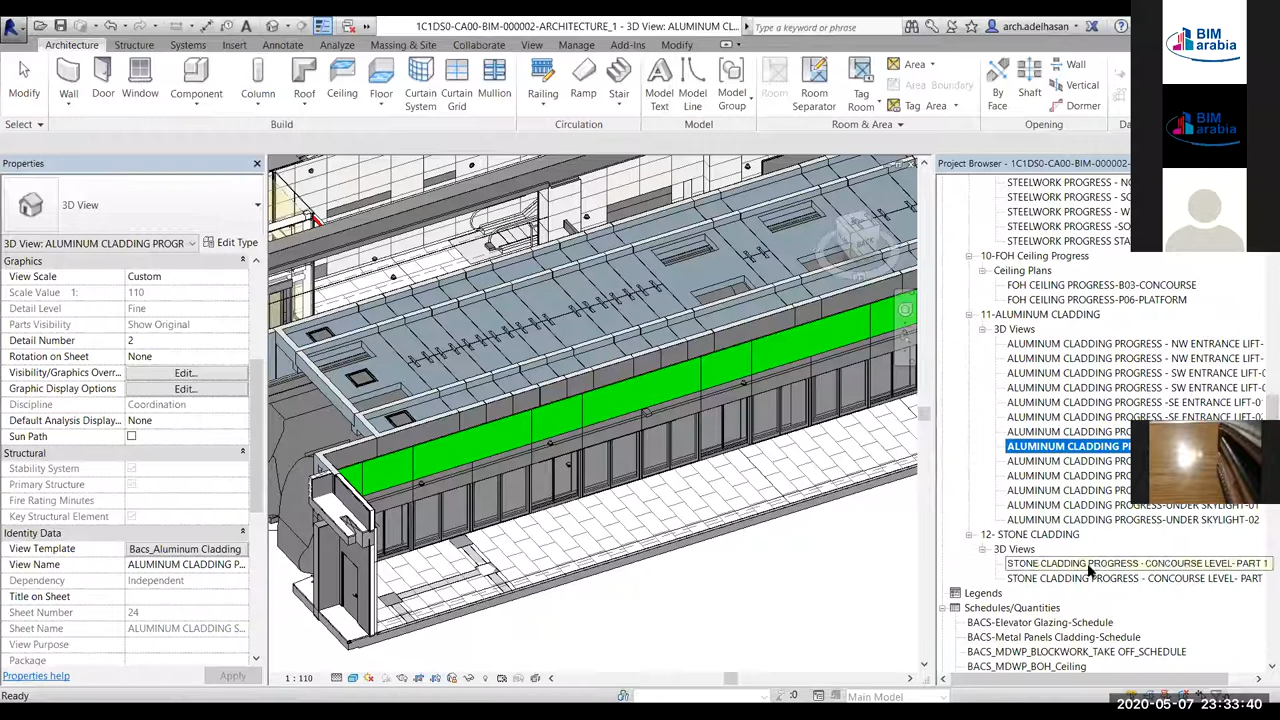 1C1DS0-CA00-BIM-000002-ARCHITECTURE_1 - 3D View: ALUMINUM CL...
Type a keyword or phrase
arch.adelhasan
Architecture Structure Systems Insert Annotate Analyze Massing & Site Collaborate View Manage Add-Ins Modify
Modify Wall Door Window Component Column Roof Ceiling Floor Curtain System Curtain Grid Mullion Railing Ramp Stair Model Text Model Line Model Group Room Room Separator Tag Room
Area
Area Boundary
Tag Area
By Face Shaft
Wall
Vertical
Dormer
Select Build Circulation Model Room & Area Opening Da
BIM arabia
BIM arabia
Properties
3D View
3D View: ALUMINUM CLADDING PROGR Edit Type
Graphics
View Scale Custom
Scale Value 1: 110
Detail Level Fine
Parts Visibility Show Original
Detail Number 2
Rotation on Sheet None
Visibility/Graphics Over... Edit...
Graphic Display Options Edit...
Discipline Coordination
Default Analysis Display... None
Sun Path
Structural
Stability System
Primary Structure
Fire Rating Minutes
Key Structural Element
Identity Data
View Template Bacs_Aluminum Cladding
View Name ALUMINUM CLADDING P...
Dependency Independent
Title on Sheet
Sheet Number 24
Sheet Name ALUMINUM CLADDING S...
View Purpose
Package
Properties help Apply
Project Browser - 1C1DS0-CA00-BIM-000002-
STEELWORK PROGRESS - NO
STEELWORK PROGRESS - SO
STEELWORK PROGRESS - W
STEELWORK PROGRESS -SO
STEELWORK PROGRESS STA
10-FOH Ceiling Progress
Ceiling Plans
FOH CEILING PROGRESS-B03-CONCOURSE
FOH CEILING PROGRESS-P06-PLATFORM
11-ALUMINUM CLADDING
3D Views
ALUMINUM CLADDING PROGRESS - NW ENTRANCE LIFT-
ALUMINUM CLADDING PROGRESS - NW ENTRANCE LIFT-
ALUMINUM CLADDING PROGRESS - SW ENTRANCE LIFT-0
ALUMINUM CLADDING PROGRESS - SW ENTRANCE LIFT-0
ALUMINUM CLADDING PROGRESS -SE ENTRANCE LIFT-0
ALUMINUM CLADDING PROGRESS -SE ENTRANCE LIFT-0
ALUMINUM CLADDING PRO
ALUMINUM CLADDING P
ALUMINUM CLADDING PRO
ALUMINUM CLADDING PRO
ALUMINUM CLADDING PRO
ALUMINUM CLADDING PROGRESS-UNDER SKYLIGHT-01
ALUMINUM CLADDING PROGRESS-UNDER SKYLIGHT-02
12- STONE CLADDING
3D Views
STONE CLADDING PROGRESS - CONCOURSE LEVEL- PART 1
STONE CLADDING PROGRESS - CONCOURSE LEVEL- PART
Legends
Schedules/Quantities
BACS-Elevator Glazing-Schedule
BACS-Metal Panels Cladding-Schedule
BACS_MDWP_BLOCKWORK_TAKE OFF_SCHEDULE
BACS_MDWP_BOH_Ceiling
1 : 110
Ready
:0
Main Model
2020-05-07 23:33:40